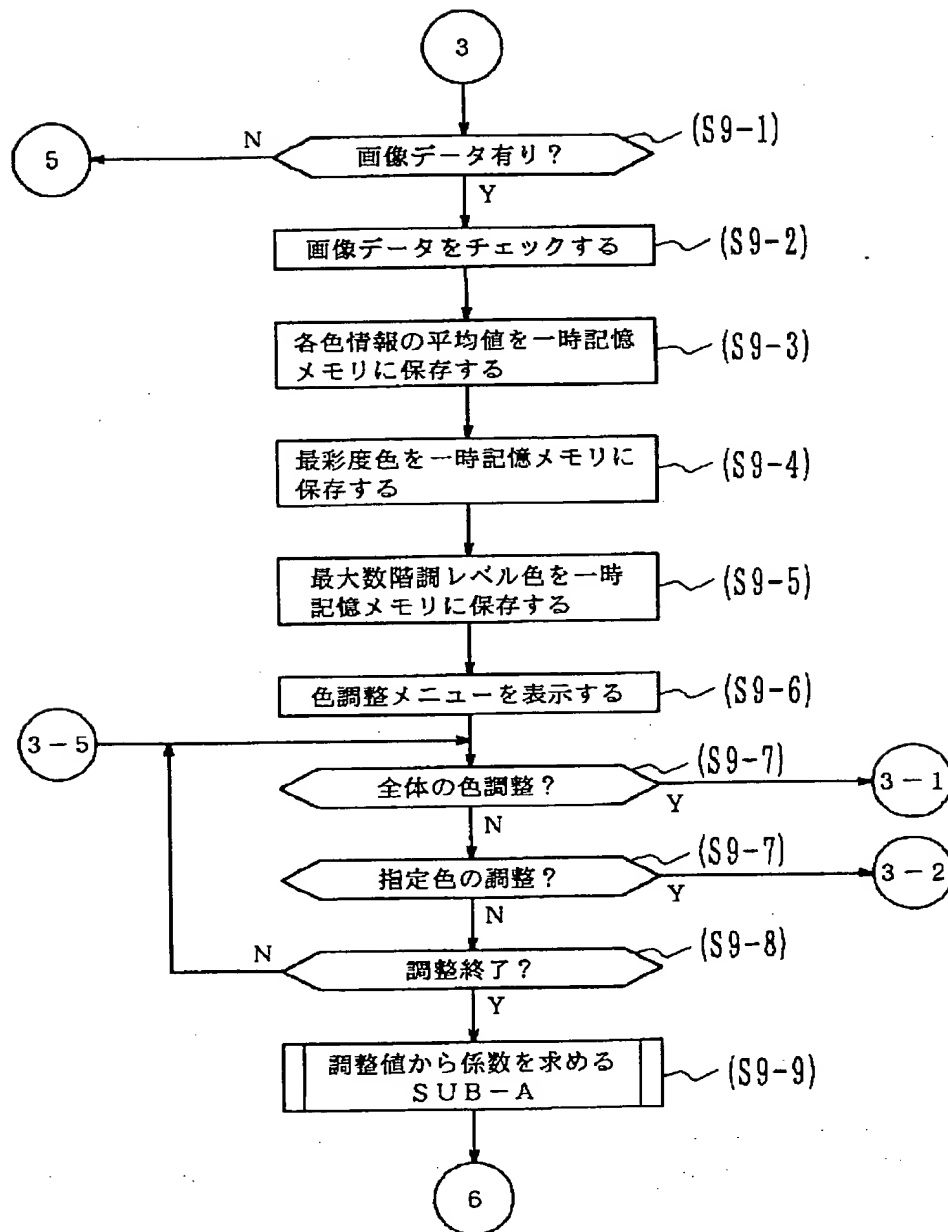 3
(S9-1)
N
5
画像データ有り?
Y
画像データをチェックする
(S9-2)
各色情報の平均値を一時記憶
メモリに保存する
(S9-3)
最彩度色を一時記憶メモリに
保存する
(S9-4)
最大数階調レベル色を一時
記憶メモリに保存する
(S9-5)
色調整メニューを表示する
(S9-6)
3-5
(S9-7)
全体の色調整?
Y
3-1
N
(S9-7)
指定色の調整?
Y
3-2
N
(S9-8)
N
調整終了?
Y
調整値から係数を求める
SUB-A
(S9-9)
6